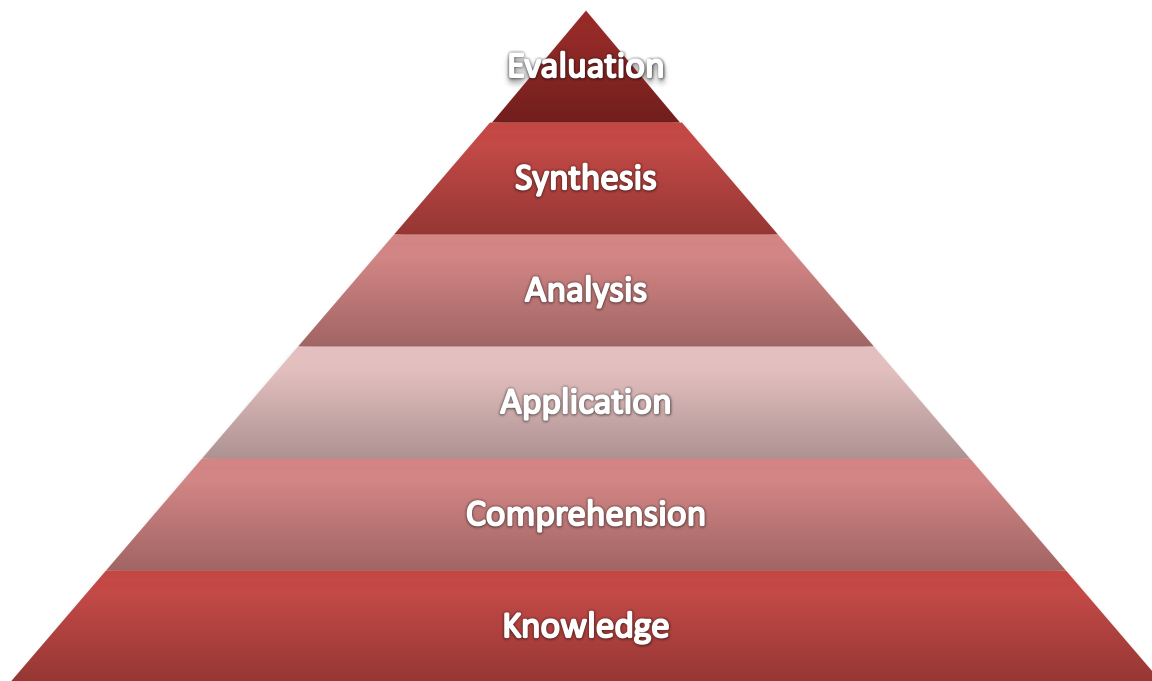 Evaluation
Synthesis
Analysis
Application
Comprehension
Knowledge